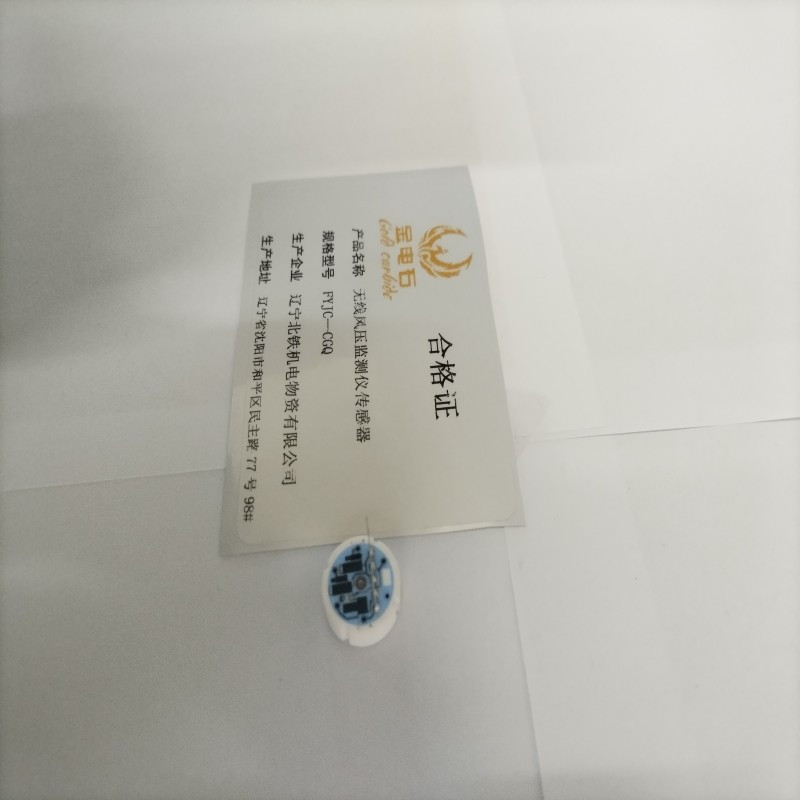 金电石
Gold carbide
合格证
产品名称 无线风压监测仪传感器
规格型号 FYJC—CGQ
生产企业 辽宁北铁机电物资有限公司
生产地址 辽宁省沈阳市和平区民主路 77 号 98#